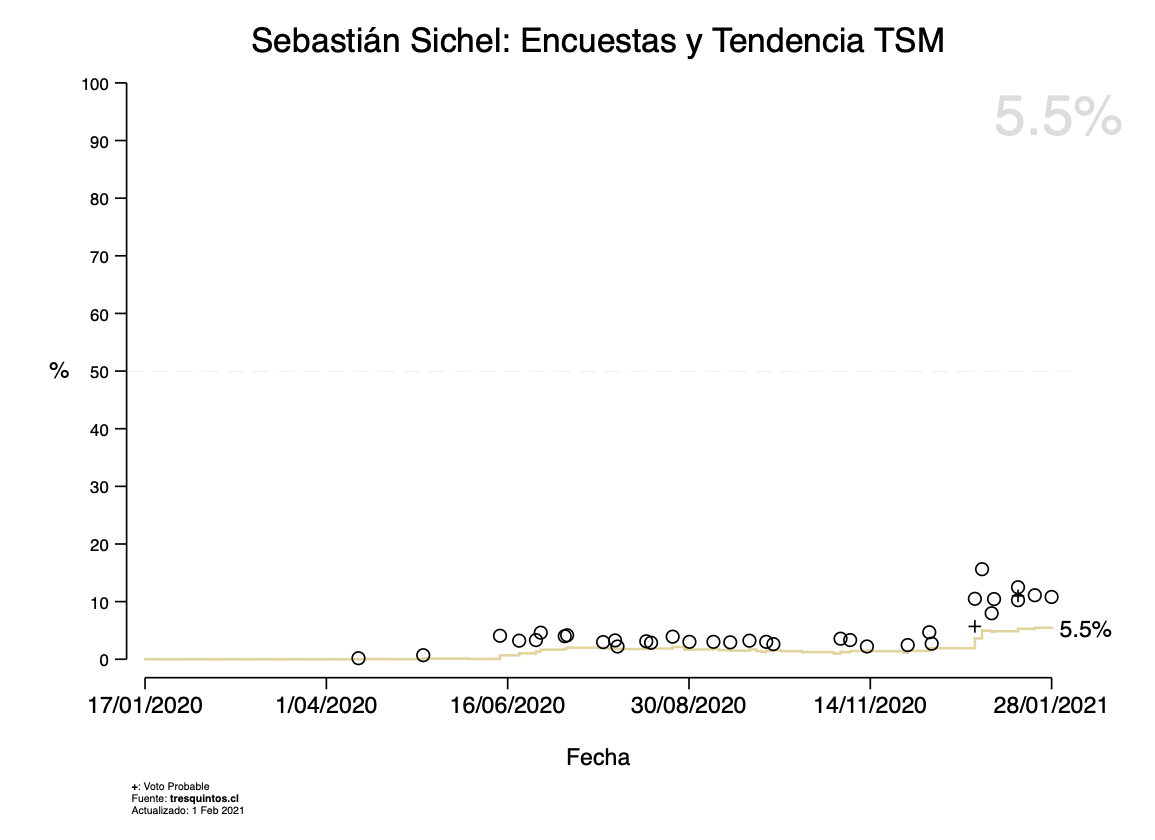 Sebastián Sichel: Encuestas y Tendencia TSM
5.5%
100
90
80
70
60
50
40
30
20
10
0
%
5.5%
17/01/2020 1/04/2020 16/06/2020 30/08/2020 14/11/2020 28/01/2021
Fecha
+: Voto Probable
Fuente: tresquintos.cl
Actualizado: 1 Feb 2021